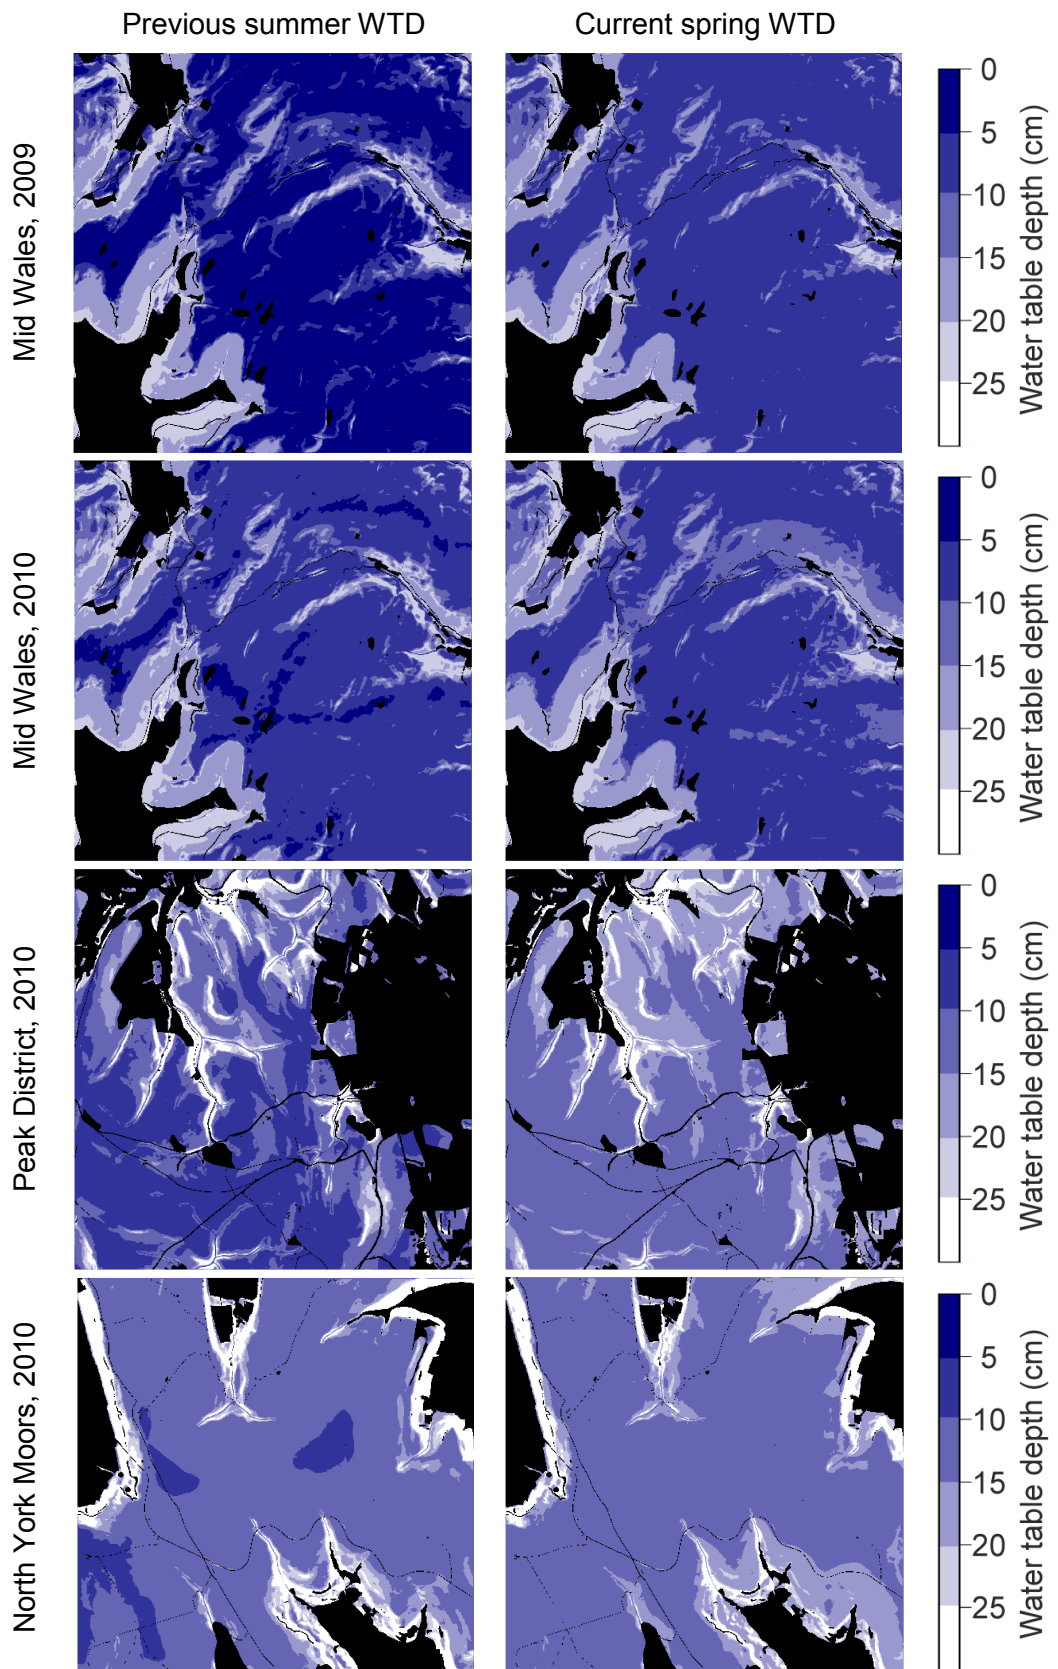 Previous summer WTD
Current spring WTD
Mid Wales, 2009
0
5
10
15
20
25
Water table depth (cm)
Mid Wales, 2010
0
5
10
15
20
25
Water table depth (cm)
Peak District, 2010
0
5
10
15
20
25
Water table depth (cm)
North York Moors, 2010
0
5
10
15
20
25
Water table depth (cm)